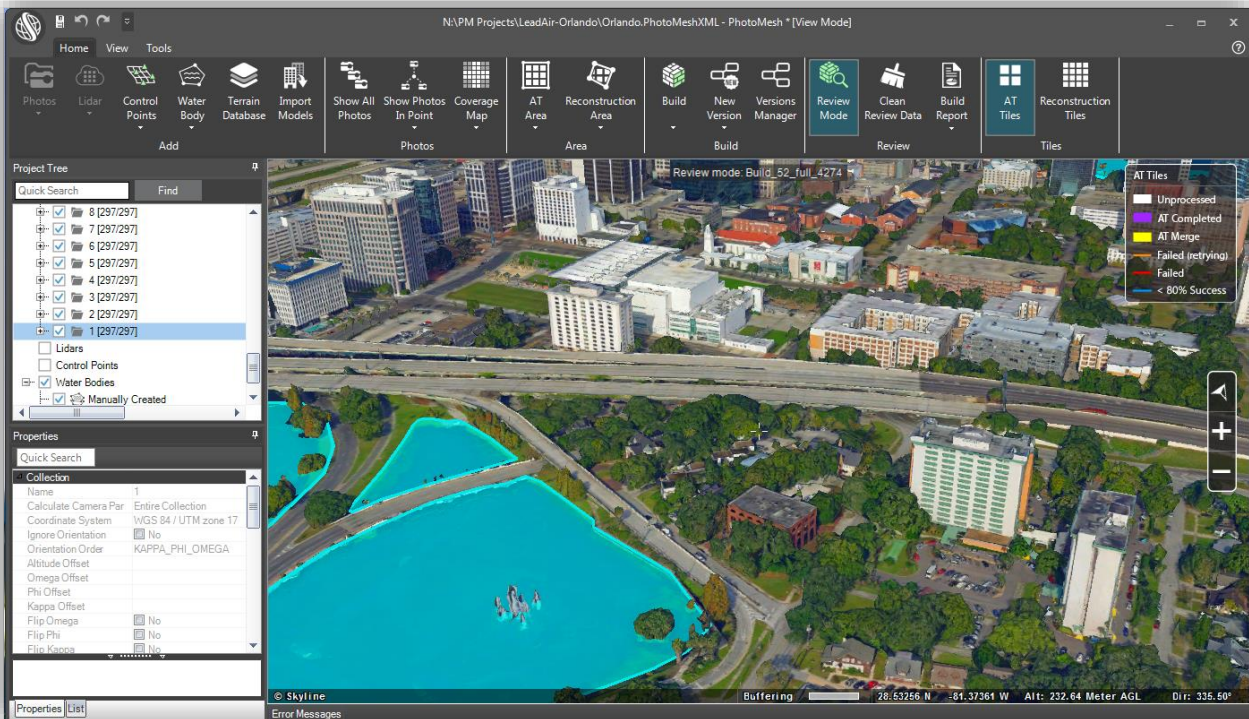 N:\PM Projects\LeadAir-Orlando\Orlando.PhotoMeshXML - PhotoMesh * [View Mode]
Home View Tools
Photos
Lidar
Control Points
Water Body
Terrain Database
Import Models
Show All Photos
Show Photos In Point
Coverage Map
AT Area
Reconstruction Area
Build
New Version
Versions Manager
Review Mode
Clean Review Data
Build Report
AT Tiles
Reconstruction Tiles
Add
Photos
Area
Build
Review
Tiles
Project Tree
Quick Search Find
8 [297/297]
7 [297/297]
6 [297/297]
5 [297/297]
4 [297/297]
3 [297/297]
2 [297/297]
1 [297/297]
Lidars
Control Points
Water Bodies
Manually Created
Properties
Quick Search
Collection
Name 1
Calculate Camera Par Entire Collection
Coordinate System WGS 84 / UTM zone 17
Ignore Orientation No
Orientation Order KAPPA_PHI_OMEGA
Altitude Offset
Omega Offset
Phi Offset
Kappa Offset
Flip Omega No
Flip Phi No
Flip Kappa No
Properties List
Review mode: Build_52_full_4274
AT Tiles
Unprocessed
AT Completed
AT Merge
Failed (retrying)
Failed
< 80% Success
© Skyline Buffering 28.53256 N -81.37361 W Alt: 232.64 Meter AGL Dir: 335.50°
Error Messages